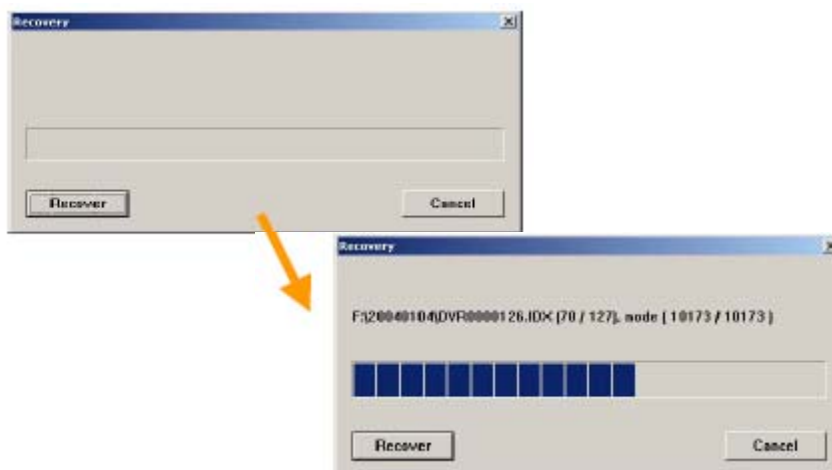 Recovery
Recover
Cancel
Recovery
F:\20040104\DVR0000126.IDX (70 / 127), node ( 10173 / 10173 )
Recover
Cancel